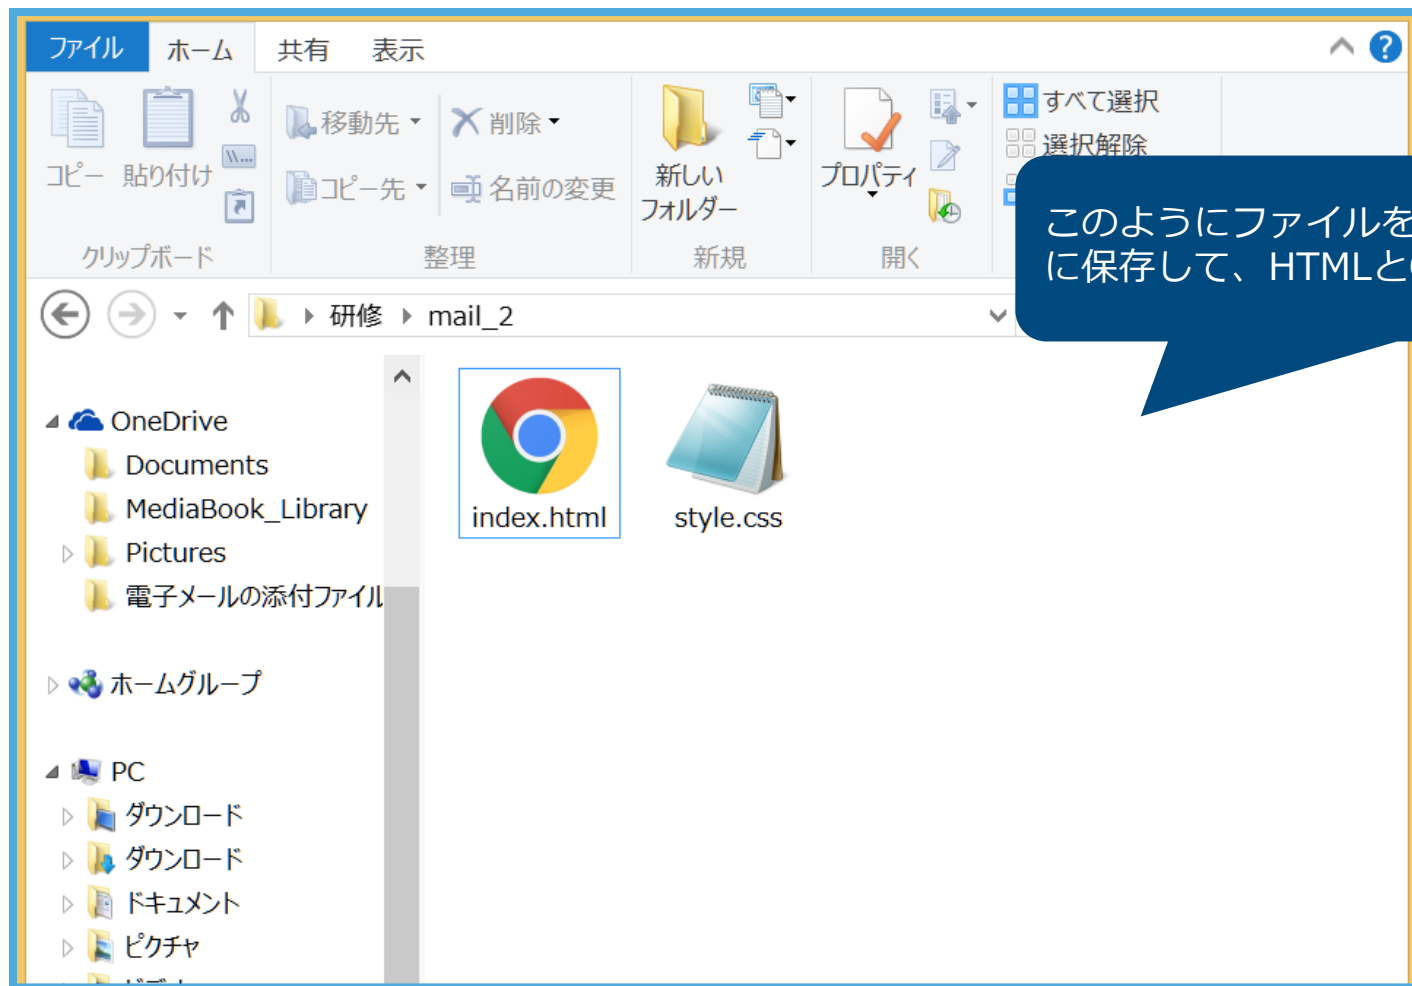 ファイル ホーム 共有 表示
コピー 貼り付け
移動先 削除
コピー先 名前の変更
新しい
フォルダー
プロパティ
すべて選択
選択解除
クリップボード 整理 新規 開く
このようにファイルを
に保存して、HTMLと
研修 mail_2
OneDrive
Documents
MediaBook_Library
Pictures
電子メールの添付ファイル
ホームグループ
PC
ダウンロード
ダウンロード
ドキュメント
ピクチャ
index.html style.css